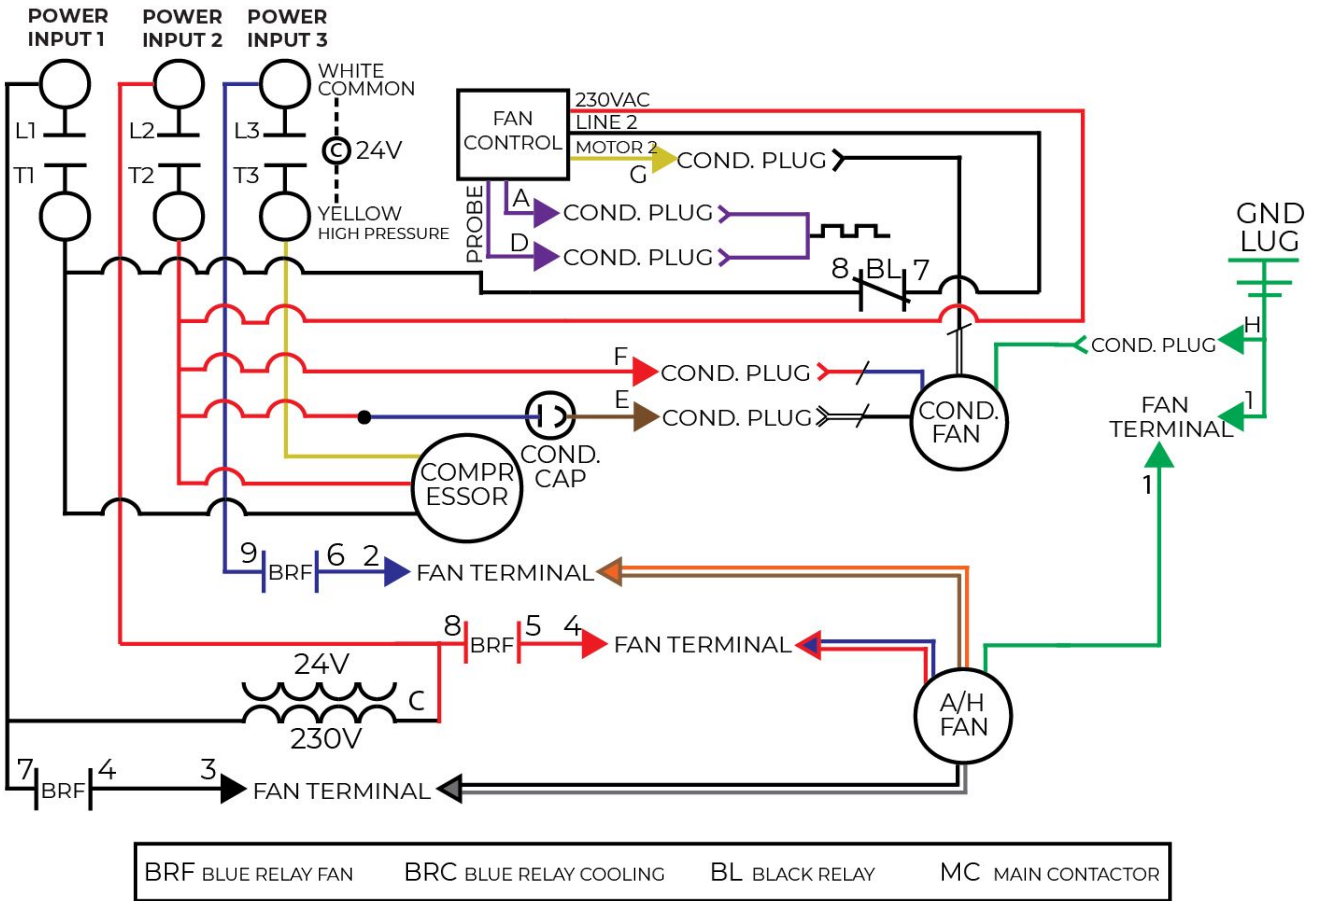 POWER INPUT 1
POWER INPUT 2
POWER INPUT 3
WHITE
COMMON
L1
L2
L3
C
24V
T1
T2
T3
YELLOW
HIGH PRESSURE
FAN
CONTROL
230VAC
LINE 2
MOTOR 2
G
COND. PLUG
PROBE
A
COND. PLUG
D
COND. PLUG
8
BL
7
GND
LUG
H
COND. PLUG
F
COND. PLUG
E
COND. PLUG
COND.
FAN
1
FAN
TERMINAL
1
COND.
CAP
COMPR
ESSOR
9
BRF
6
2
FAN TERMINAL
8
BRF
5
4
FAN TERMINAL
24V
C
230V
A/H
FAN
7
BRF
4
3
FAN TERMINAL
BRF BLUE RELAY FAN
BRC BLUE RELAY COOLING
BL BLACK RELAY
MC MAIN CONTACTOR